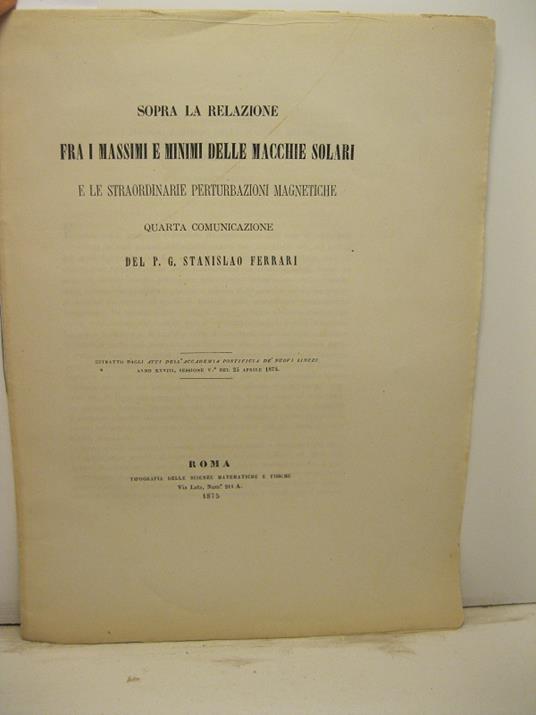 SOPRA LA RELAZIONE
FRA I MASSIMI E MINIMI DELLE MACCHIE SOLARI
E LE STRAORDINARIE PERTURBAZIONI MAGNETICHE
QUARTA COMUNICAZIONE
DEL P. G. STANISLAO FERRARI
ESTRATTO DAGLI ATTI DELL'ACCADEMIA PONTIFICIA DE' NUOVI LINCEI
ANNO XXVIII, SESSIONE V.ª DEL 25 APRILE 1875.
ROMA
TIPOGRAFIA DELLE SCIENZE MATEMATICHE E FISICHE
Via Lata, Num.º 211 A.
1875